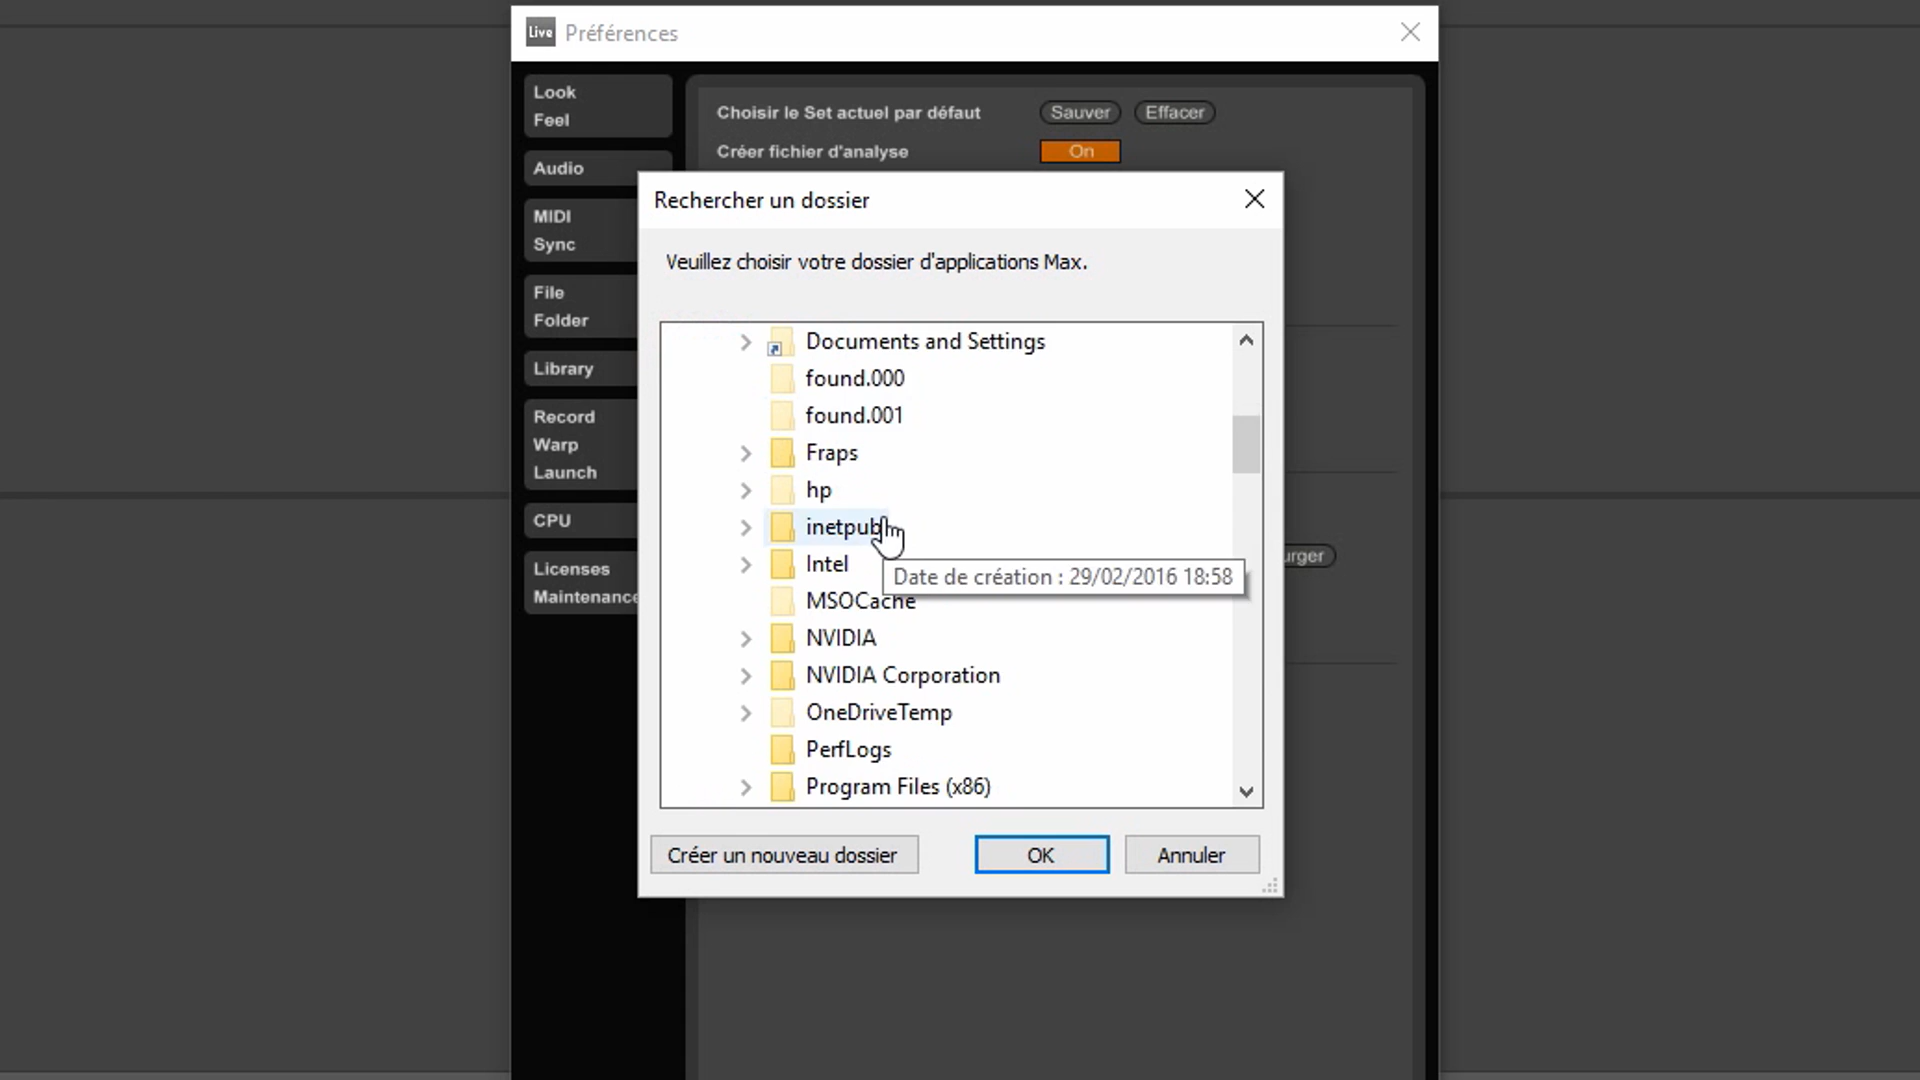 Live Préférences
Look
Feel
Audio
MIDI
Sync
File
Folder
Library
Record
Warp
Launch
CPU
Licenses
Maintenance
Choisir le Set actuel par défaut Sauver Effacer
Créer fichier d'analyse On
Rechercher un dossier
Veuillez choisir votre dossier d'applications Max.
Documents and Settings
found.000
found.001
Fraps
hp
inetpub
Intel
Date de création : 29/02/2016 18:58
MSOCache
NVIDIA
NVIDIA Corporation
OneDriveTemp
PerfLogs
Program Files (x86)
Créer un nouveau dossier OK Annuler